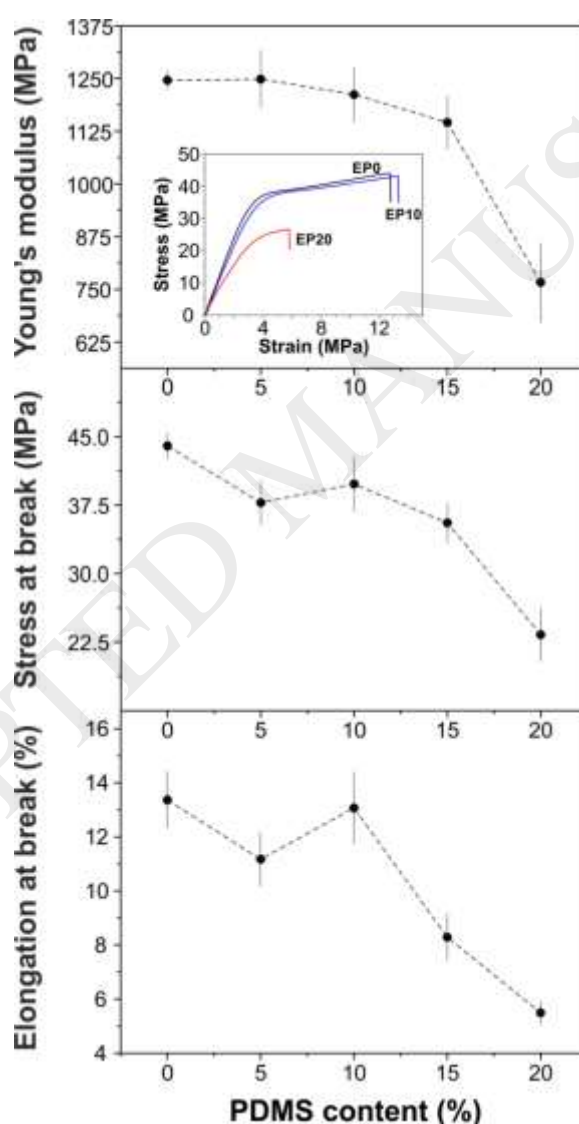 1375
1250
1125
1000
875
750
625
Young's modulus (MPa)
50
40
30
20
10
0
Stress (MPa)
EP0
EP10
EP20
0 4 8 12
Strain (MPa)
0 5 10 15 20
45.0
37.5
30.0
22.5
Stress at break (MPa)
0 5 10 15 20
16
14
12
10
8
6
4
Elongation at break (%)
0 5 10 15 20
PDMS content (%)
PTED MANUS